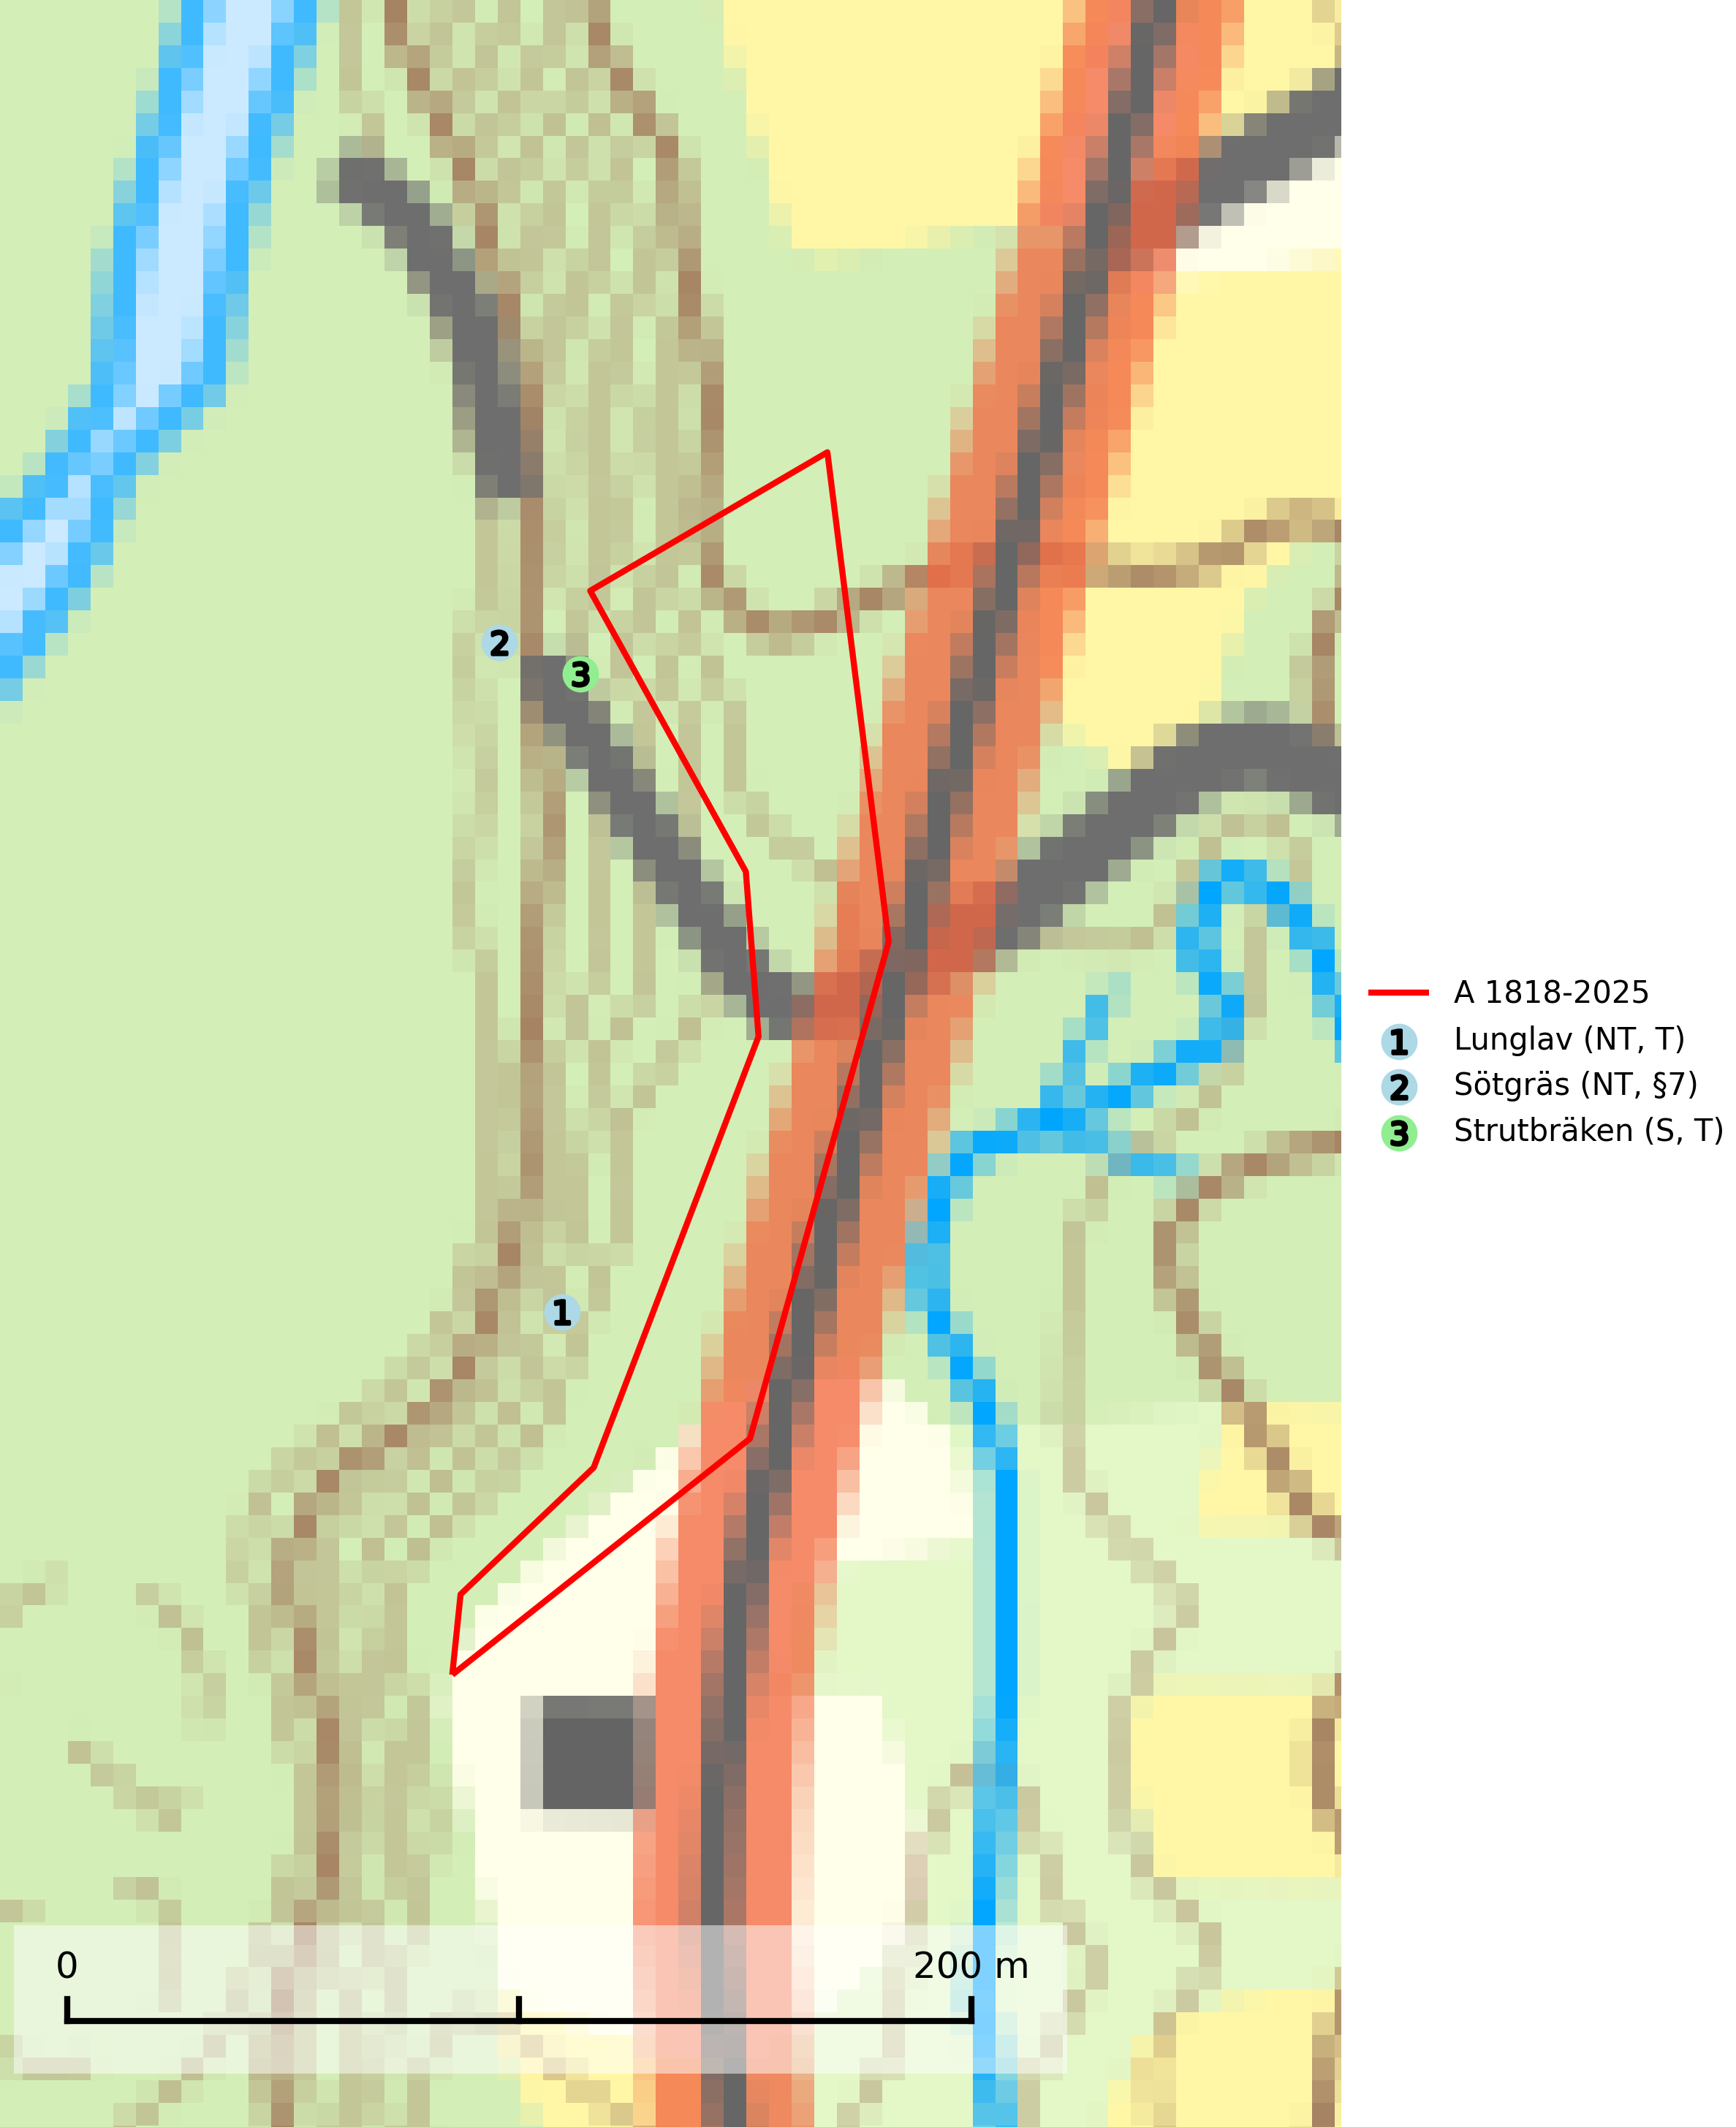 2
3
1
A 1818-2025
1 Lunglav (NT, T)
2 Sötgräs (NT, §7)
3 Strutbräken (S, T)
0 200 m